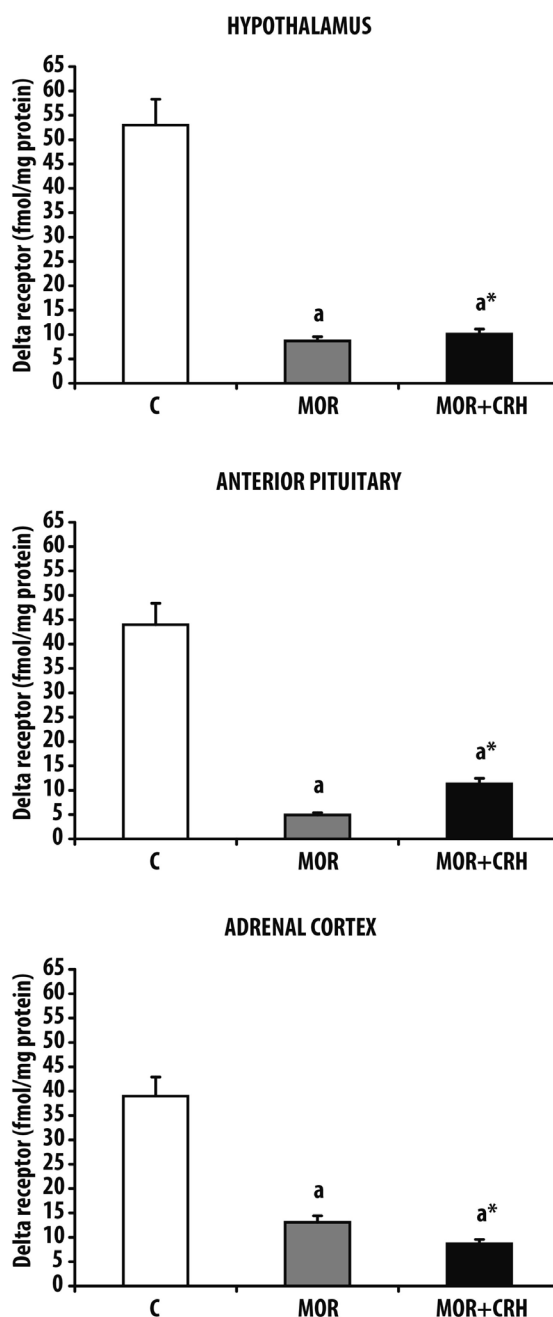 HYPOTHALAMUS
Delta receptor (fmol/mg protein)
65
60
55
50
45
40
35
30
25
20
15
10
5
0
a
a*
C MOR MOR+CRH
ANTERIOR PITUITARY
Delta receptor (fmol/mg protein)
65
60
55
50
45
40
35
30
25
20
15
10
5
0
a
a*
C MOR MOR+CRH
ADRENAL CORTEX
Delta receptor (fmol/mg protein)
65
60
55
50
45
40
35
30
25
20
15
10
5
0
a
a*
C MOR MOR+CRH